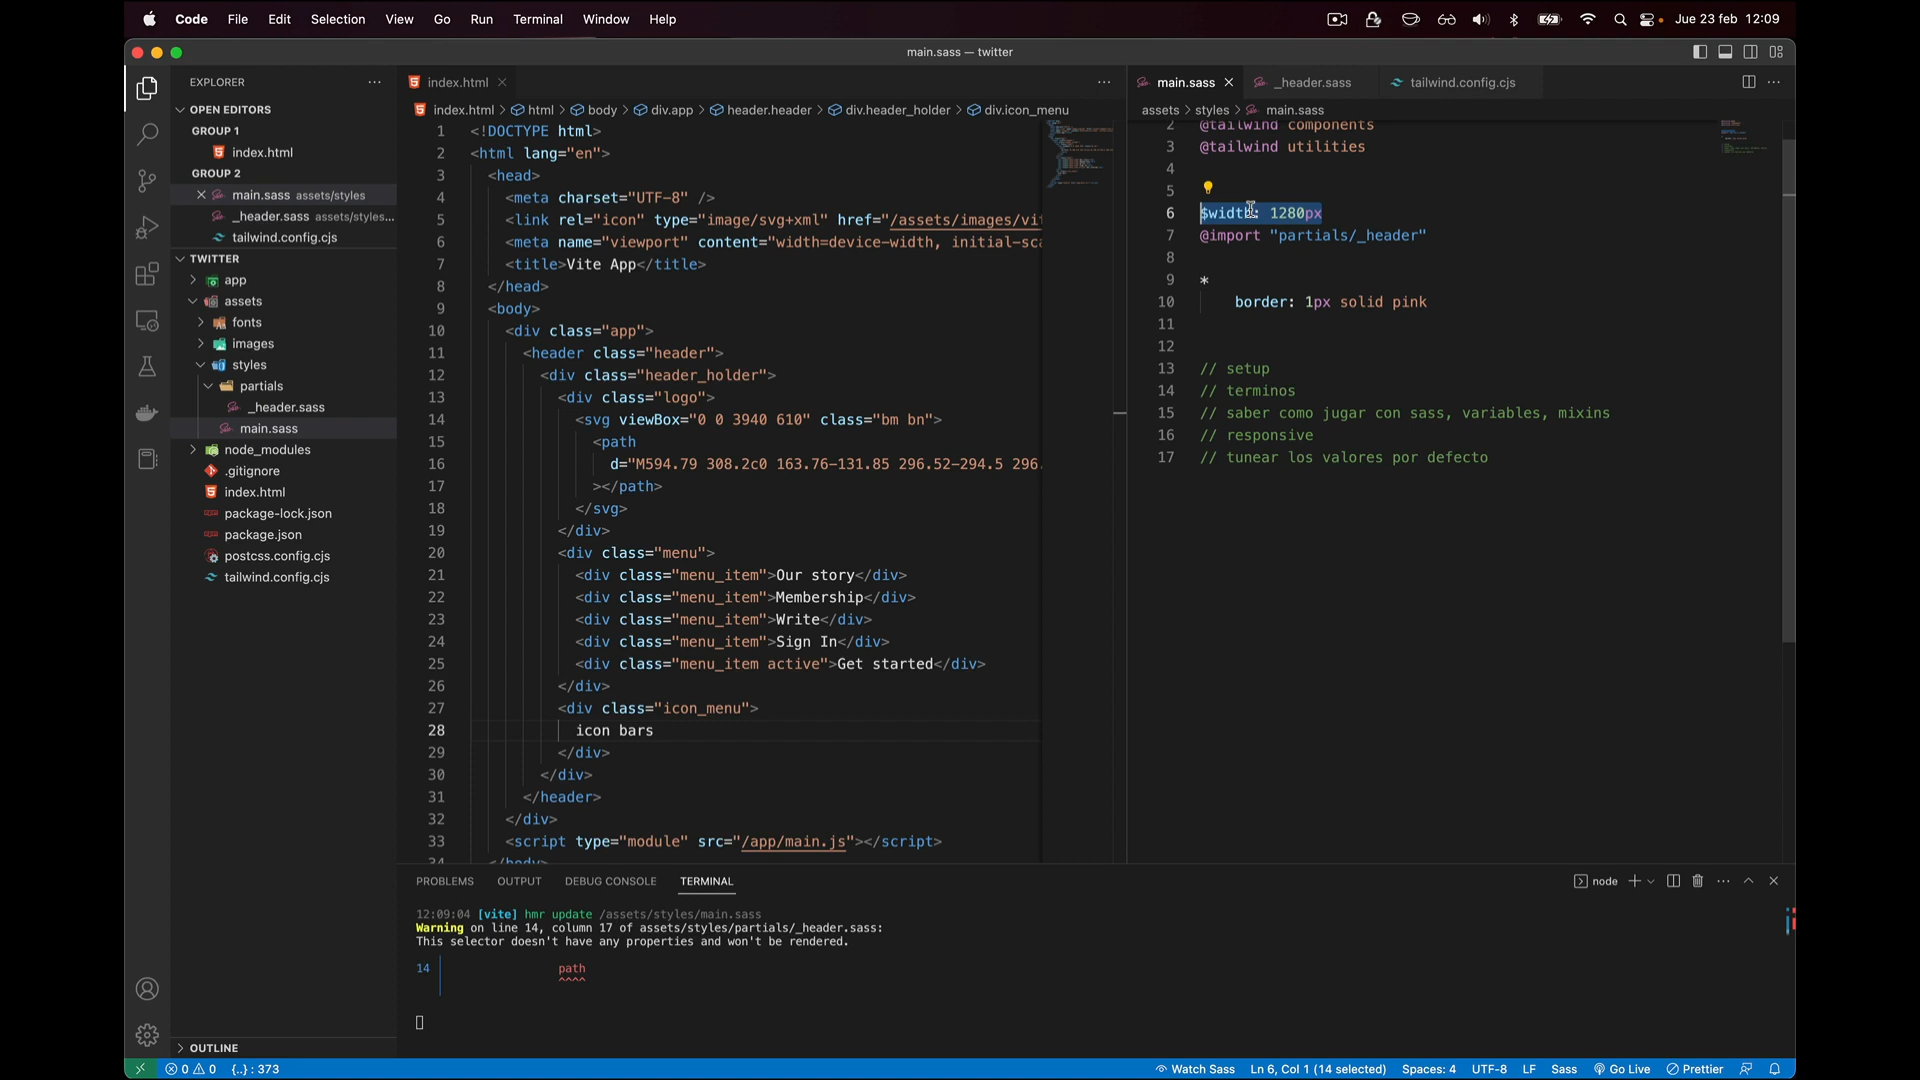 Code File Edit Selection View Go Run Terminal Window Help
Jue 23 feb 12:09
main.sass — twitter
EXPLORER
OPEN EDITORS
GROUP 1
index.html
GROUP 2
main.sass assets/styles
_header.sass assets/styles...
tailwind.config.cjs
TWITTER
app
assets
fonts
images
styles
partials
_header.sass
main.sass
node_modules
.gitignore
index.html
package-lock.json
package.json
postcss.config.cjs
tailwind.config.cjs
OUTLINE
index.html
index.html > html > body > div.app > header.header > div.header_holder > div.icon_menu
1 <!DOCTYPE html>
2 <html lang="en">
3 <head>
4 <meta charset="UTF-8" />
5 <link rel="icon" type="image/svg+xml" href="/assets/images/vit
6 <meta name="viewport" content="width=device-width, initial-sca
7 <title>Vite App</title>
8 </head>
9 <body>
10 <div class="app">
11 <header class="header">
12 <div class="header_holder">
13 <div class="logo">
14 <svg viewBox="0 0 3940 610" class="bm bn">
15 <path
16 d="M594.79 308.2c0 163.76-131.85 296.52-294.5 296.
17 ></path>
18 </svg>
19 </div>
20 <div class="menu">
21 <div class="menu_item">Our story</div>
22 <div class="menu_item">Membership</div>
23 <div class="menu_item">Write</div>
24 <div class="menu_item">Sign In</div>
25 <div class="menu_item active">Get started</div>
26 </div>
27 <div class="icon_menu">
28 icon bars
29 </div>
30 </div>
31 </header>
32 </div>
33 <script type="module" src="/app/main.js"></script>
34 </body>
main.sass _header.sass tailwind.config.cjs
assets > styles > main.sass
2 @tailwind components
3 @tailwind utilities
4
5
6 $width: 1280px
7 @import "partials/_header"
8
9 *
10 border: 1px solid pink
11
12
13 // setup
14 // terminos
15 // saber como jugar con sass, variables, mixins
16 // responsive
17 // tunear los valores por defecto
PROBLEMS OUTPUT DEBUG CONSOLE TERMINAL
node
12:09:04 [vite] hmr update /assets/styles/main.sass
Warning on line 14, column 17 of assets/styles/partials/_header.sass:
This selector doesn't have any properties and won't be rendered.
14 path
^^^^
0 0 {..} : 373
Watch Sass Ln 6, Col 1 (14 selected) Spaces: 4 UTF-8 LF Sass Go Live Prettier